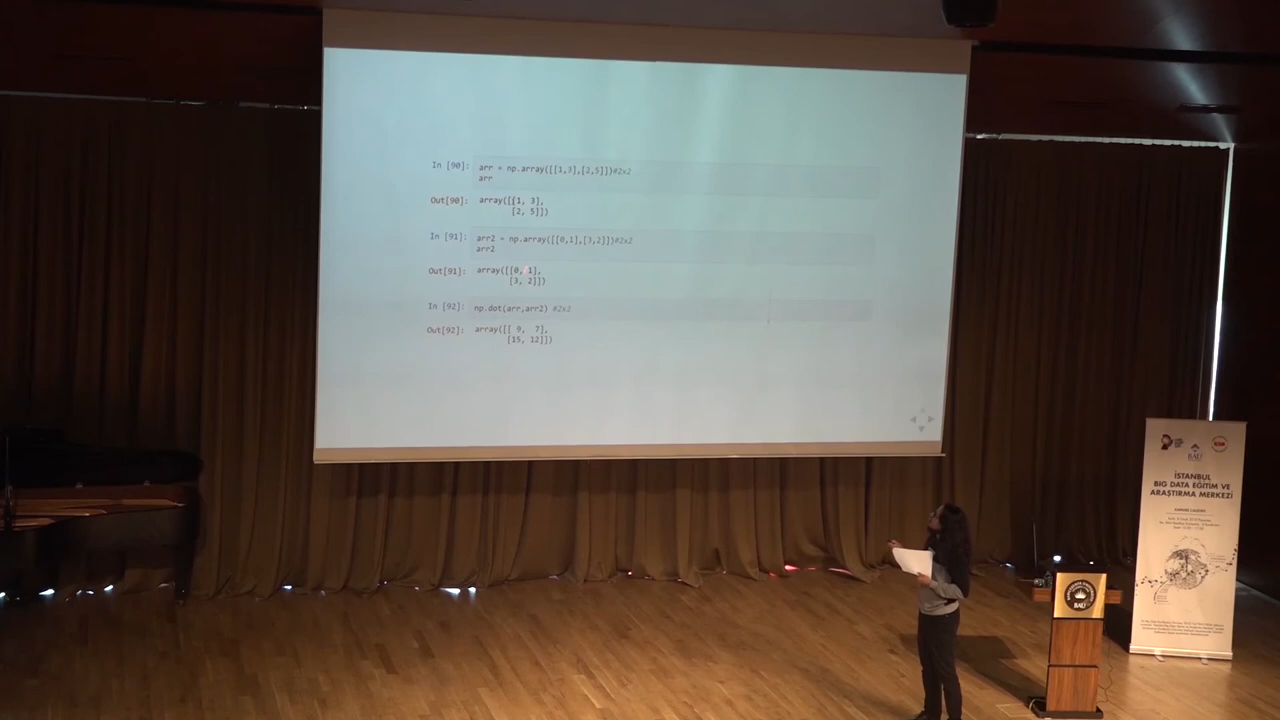 In [90]: arr = np.array([[1,3],[2,5]])#2x2
arr
Out[90]: array([[1, 3],
[2, 5]])
In [91]: arr2 = np.array([[0,1],[3,2]])#2x2
arr2
Out[91]: array([[0, 1],
[3, 2]])
In [92]: np.dot(arr,arr2) #2x2
Out[92]: array([[ 9, 7],
[15, 12]])
BAU
İSTANBUL
BIG DATA EĞİTİM VE
ARAŞTIRMA MERKEZİ
BAU